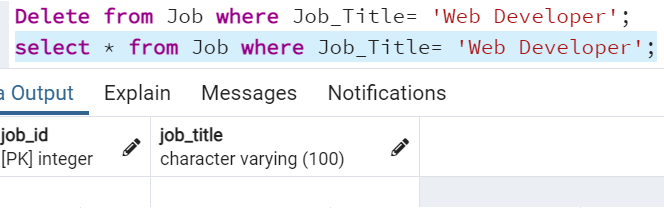 Delete from Job where Job_Title= 'Web Developer';
select * from Job where Job_Title= 'Web Developer';
a Output Explain Messages Notifications
job_id job_title
[PK] integer character varying (100)